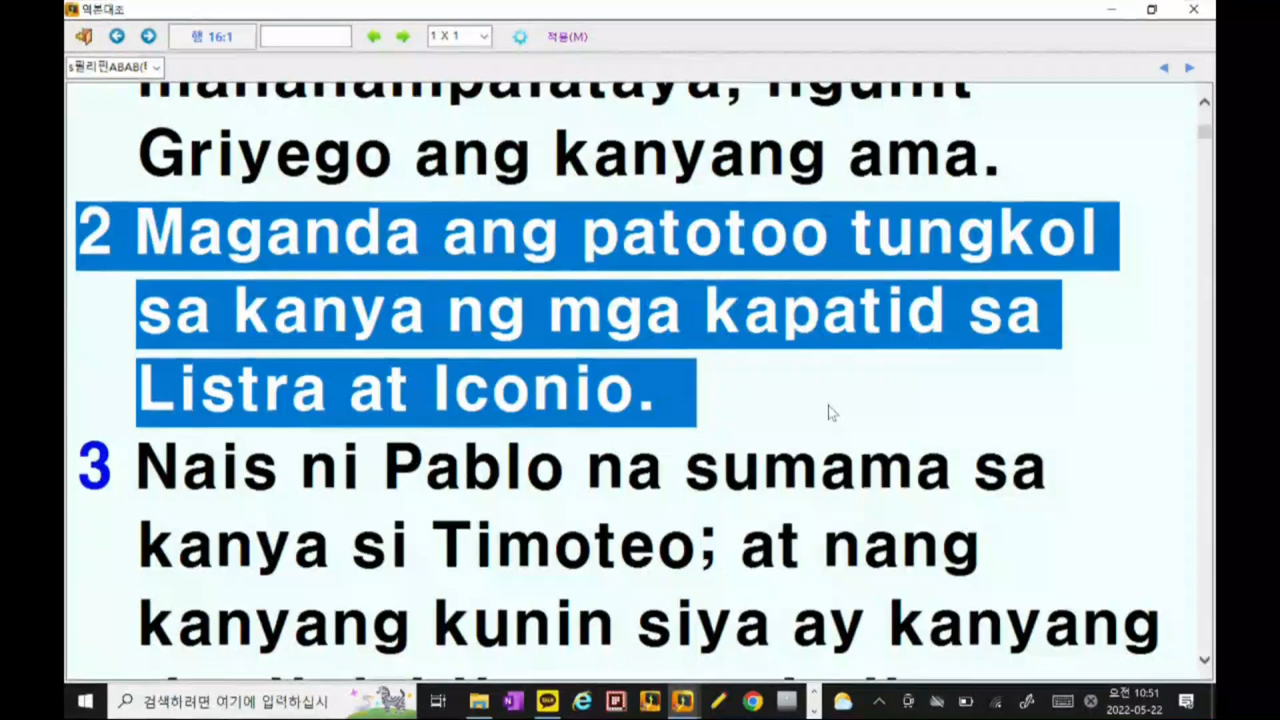 역본대조
행 16:1
1 X 1
적용(M)
s필리핀ABAB(
mananampalataya, ngunit
Griyego ang kanyang ama.
2 Maganda ang patotoo tungkol
sa kanya ng mga kapatid sa
Listra at Iconio.
3 Nais ni Pablo na sumama sa
kanya si Timoteo; at nang
kanyang kunin siya ay kanyang
검색하려면 여기에 입력하십시
오전 10:51
2022-05-22